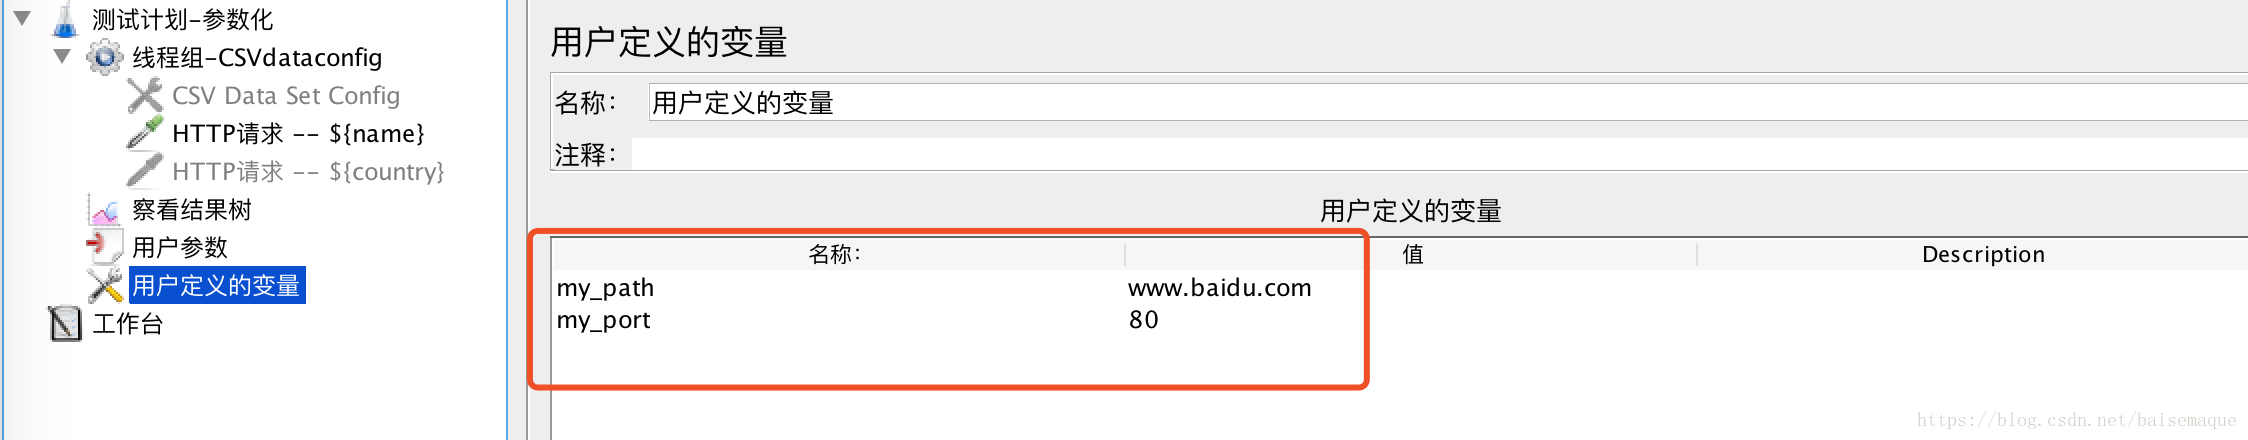 测试计划-参数化
线程组-CSVdataconfig
CSV Data Set Config
HTTP请求 -- ${name}
HTTP请求 -- ${country}
察看结果树
用户参数
用户定义的变量
工作台
用户定义的变量
名称： 用户定义的变量
注释：
用户定义的变量
名称： 值 Description
my_path www.baidu.com
my_port 80
https://blog.csdn.net/baisemaque